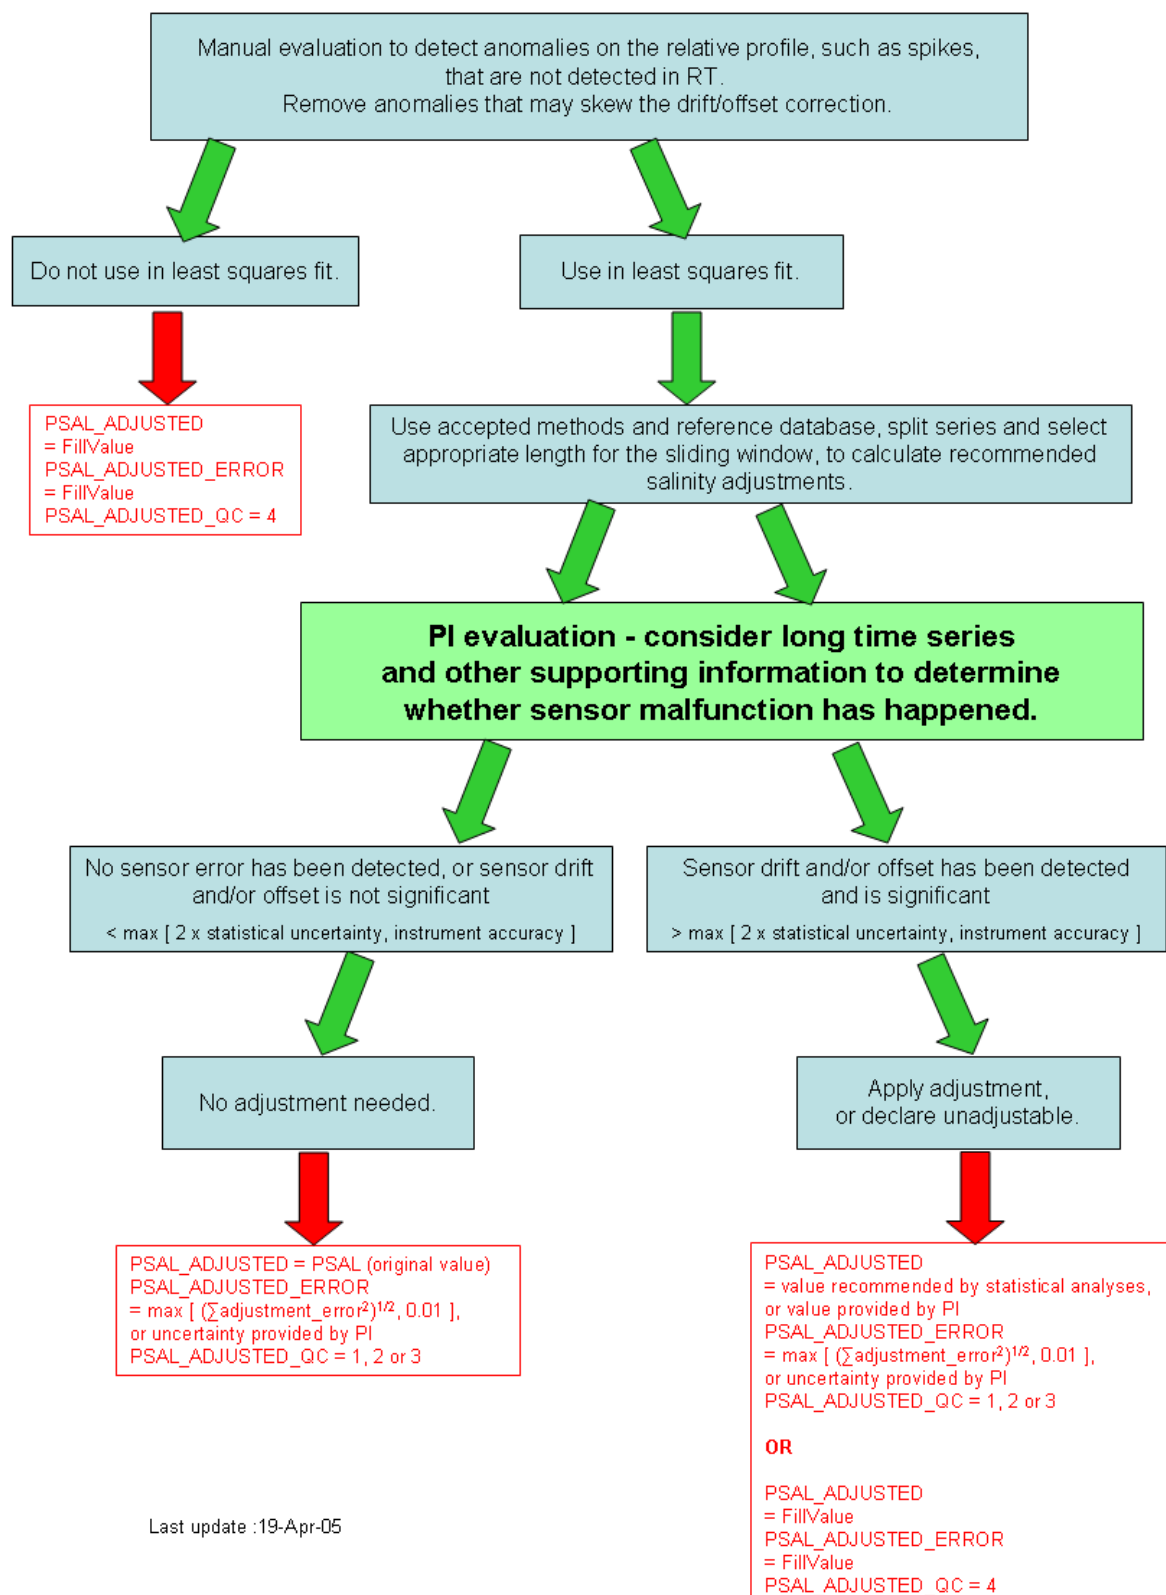 Manual evaluation to detect anomalies on the relative profile, such as spikes,
that are not detected in RT.
Remove anomalies that may skew the drift/offset correction.
Do not use in least squares fit.
Use in least squares fit.
PSAL_ADJUSTED
= FillValue
PSAL_ADJUSTED_ERROR
= FillValue
PSAL_ADJUSTED_QC = 4
Use accepted methods and reference database, split series and select
appropriate length for the sliding window, to calculate recommended
salinity adjustments.
PI evaluation - consider long time series
and other supporting information to determine
whether sensor malfunction has happened.
No sensor error has been detected, or sensor drift
and/or offset is not significant
< max [ 2 x statistical uncertainty, instrument accuracy ]
Sensor drift and/or offset has been detected
and is significant
> max [ 2 x statistical uncertainty, instrument accuracy ]
No adjustment needed.
Apply adjustment,
or declare unadjustable.
PSAL_ADJUSTED = PSAL (original value)
PSAL_ADJUSTED_ERROR
= max [ (∑adjustment_error²)¹/², 0.01 ],
or uncertainty provided by PI
PSAL_ADJUSTED_QC = 1, 2 or 3
PSAL_ADJUSTED
= value recommended by statistical analyses,
or value provided by PI
PSAL_ADJUSTED_ERROR
= max [ (∑adjustment_error²)¹/², 0.01 ],
or uncertainty provided by PI
PSAL_ADJUSTED_QC = 1, 2 or 3
OR
PSAL_ADJUSTED
= FillValue
PSAL_ADJUSTED_ERROR
= FillValue
PSAL_ADJUSTED_QC = 4
Last update :19-Apr-05